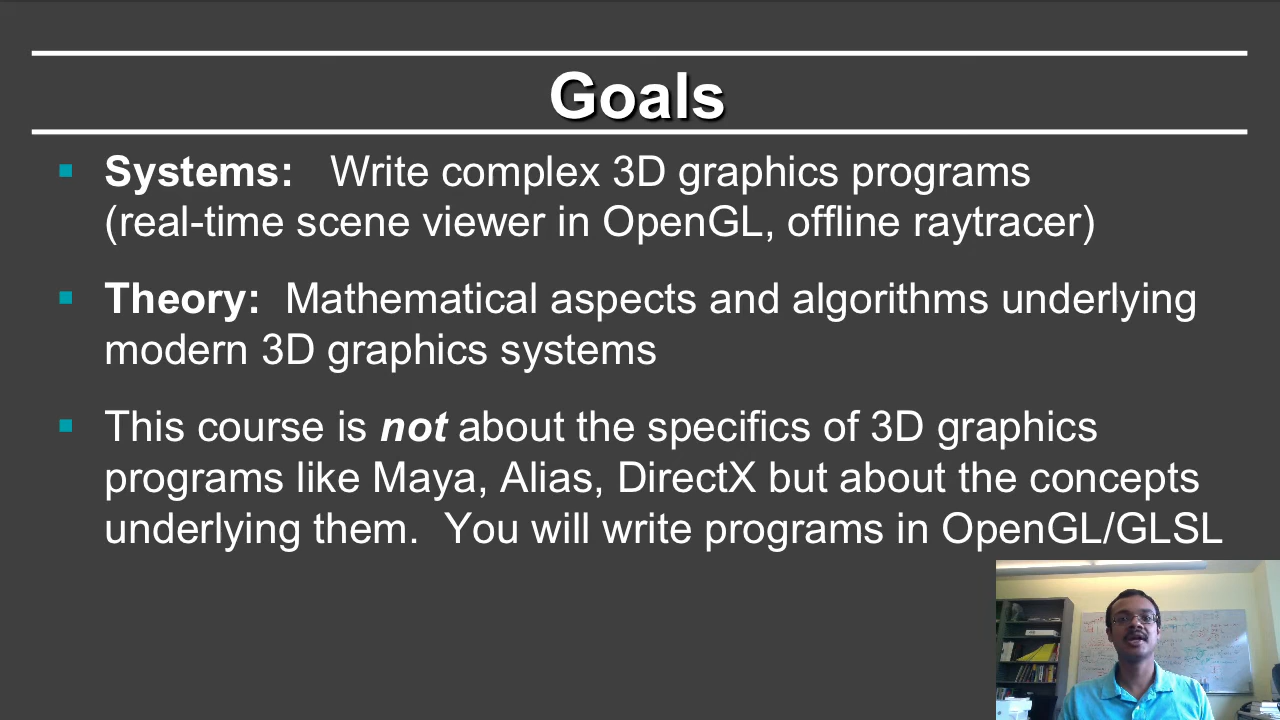 Goals
Systems: Write complex 3D graphics programs
(real-time scene viewer in OpenGL, offline raytracer)
Theory: Mathematical aspects and algorithms underlying
modern 3D graphics systems
This course is not about the specifics of 3D graphics
programs like Maya, Alias, DirectX but about the concepts
underlying them. You will write programs in OpenGL/GLSL